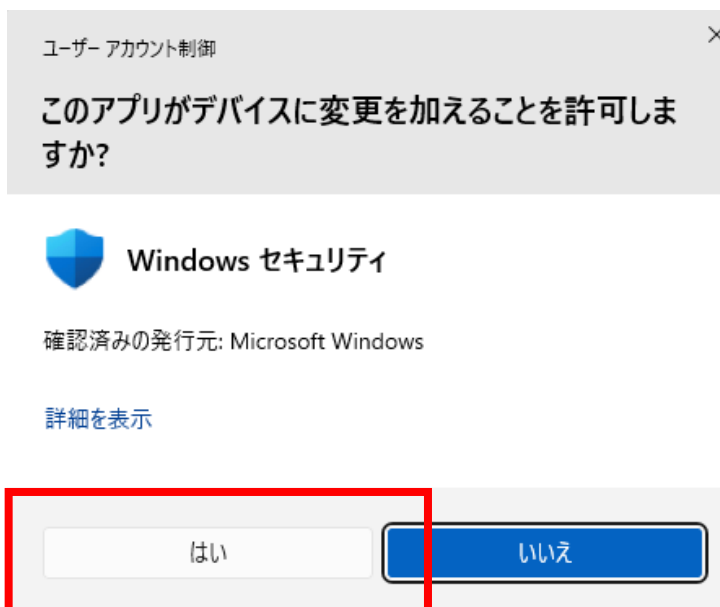 ユーザー アカウント制御
このアプリがデバイスに変更を加えることを許可しま
すか?
Windows セキュリティ
確認済みの発行元: Microsoft Windows
詳細を表示
はい
いいえ